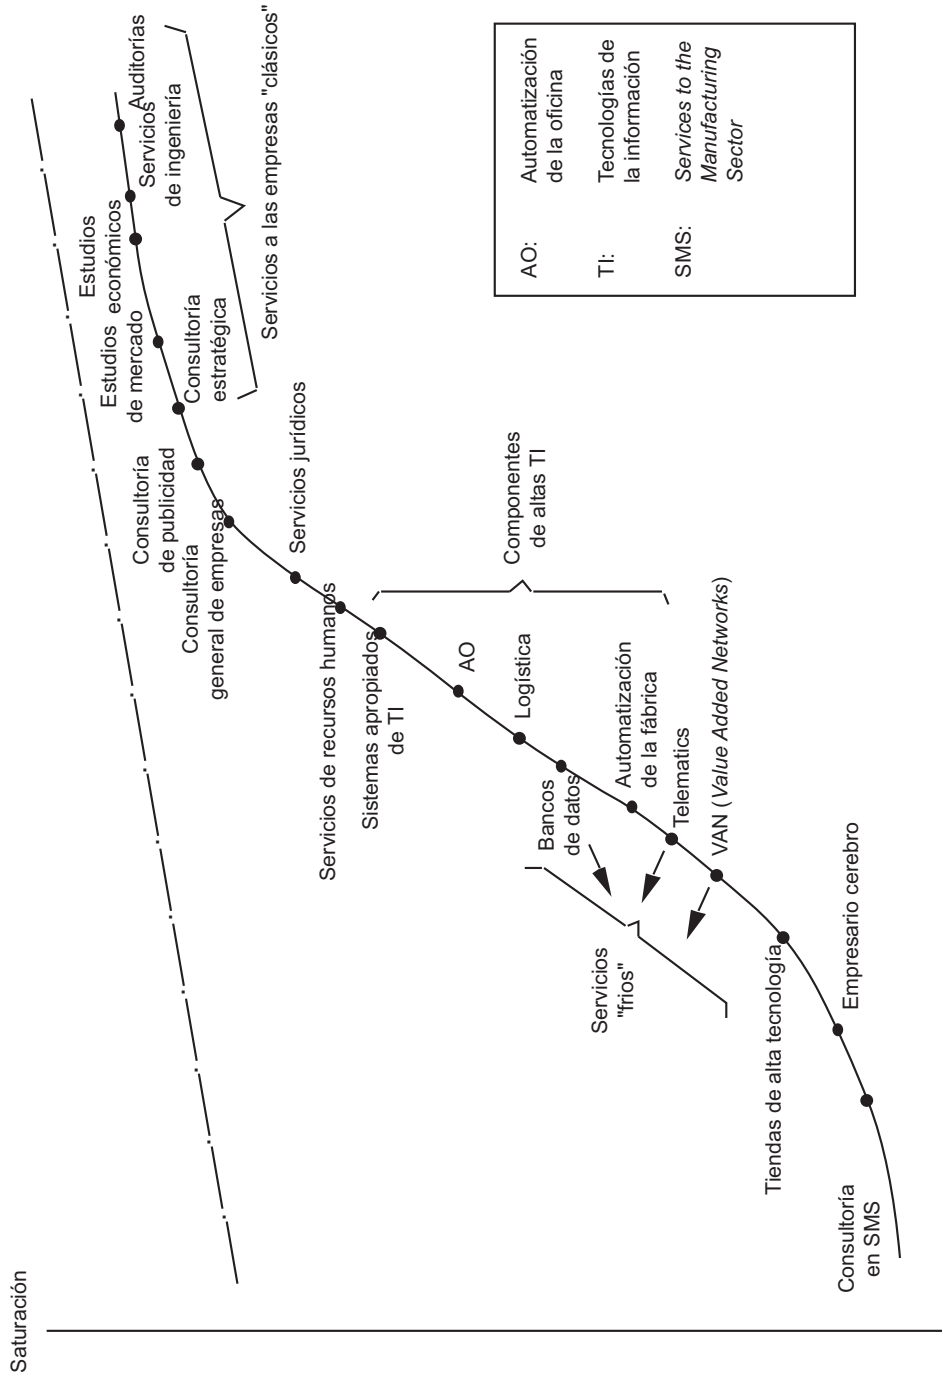 Saturación
Auditorías
Servicios
de ingeniería
Estudios
económicos
Estudios
de mercado
Consultoría
estratégica
Servicios a las empresas "clásicos"
Consultoría
de publicidad
Consultoría
general de empresas
Servicios jurídicos
Servicios de recursos humanos
Sistemas apropiados
de TI
AO
Logística
Componentes
de altas TI
Bancos
de datos
Automatización
de la fábrica
Telematics
VAN (Value Added Networks)
Servicios
"frios"
Tiendas de alta tecnología
Empresario cerebro
Consultoría
en SMS
AO: Automatización
de la oficina
TI: Tecnologías de
la información
SMS: Services to the
Manufacturing
Sector